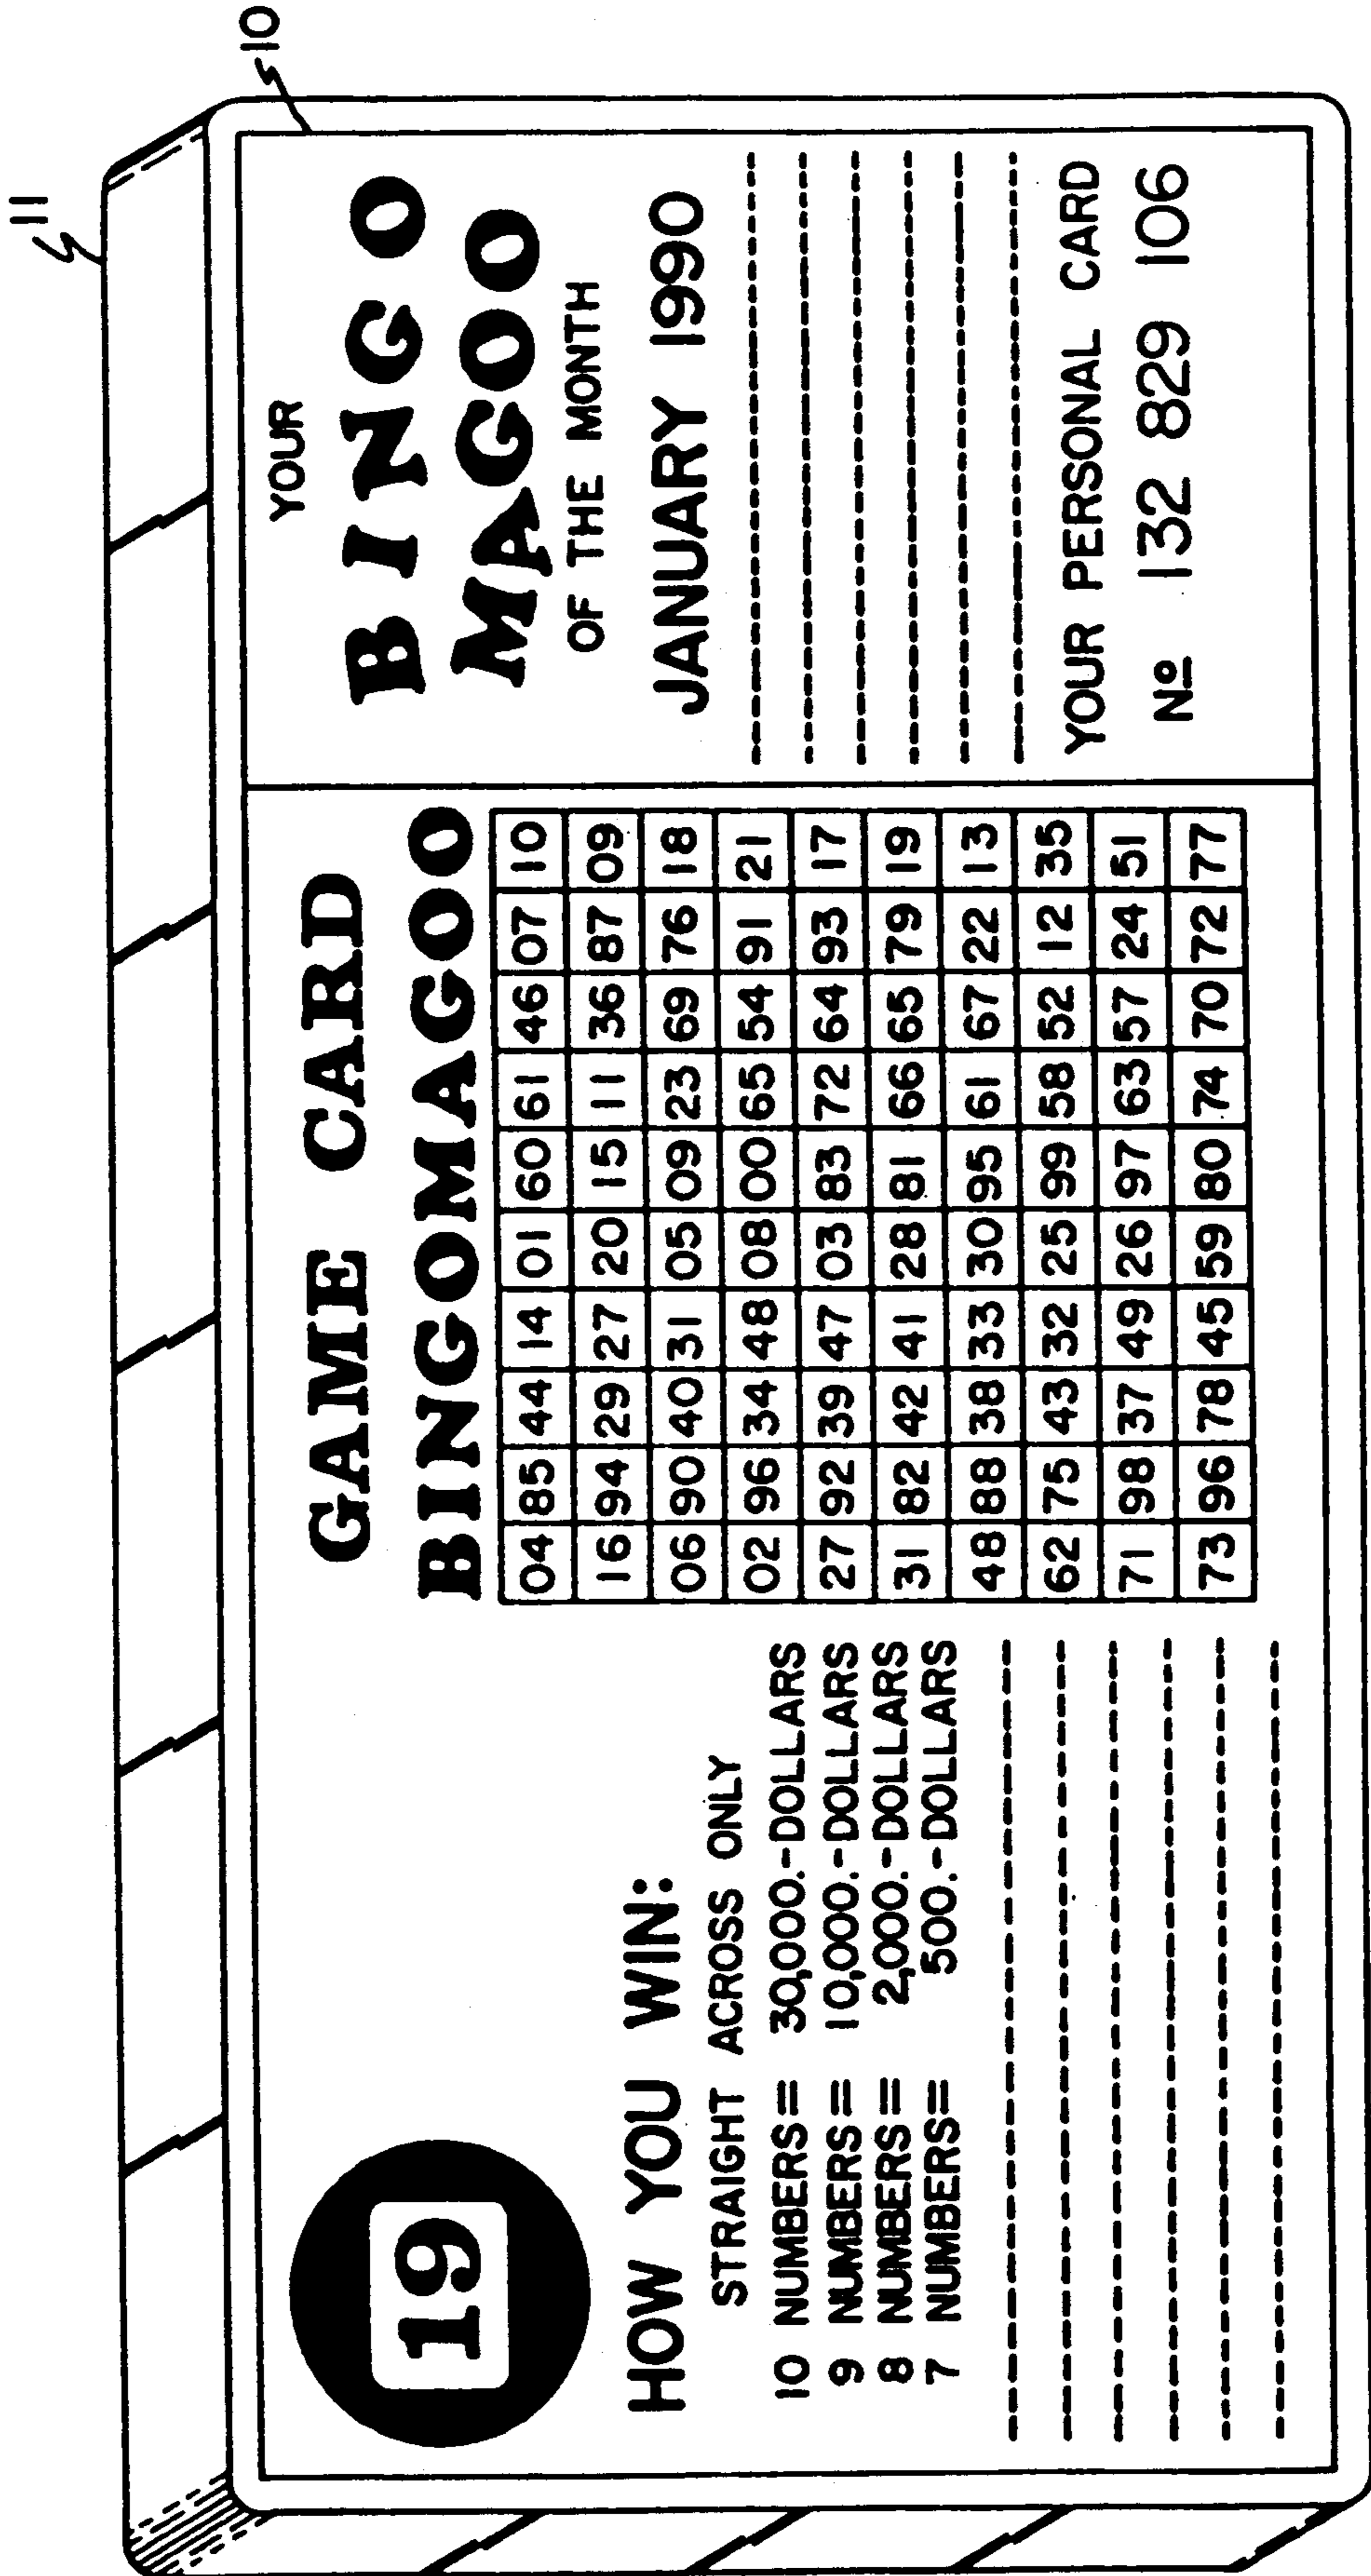 11
10
19
HOW YOU WIN:
STRAIGHT ACROSS ONLY
10 NUMBERS= 30,000.-DOLLARS
9 NUMBERS= 10,000.-DOLLARS
8 NUMBERS= 2,000.-DOLLARS
7 NUMBERS= 500.-DOLLARS
GAME CARD
BINGOMAGOO
04 85 44 14 01 60 61 46 07 10
16 94 29 27 20 15 11 36 87 09
06 90 40 31 05 09 23 69 76 18
02 96 34 48 08 00 65 54 91 21
27 92 39 47 03 83 72 64 93 17
31 82 42 41 28 81 66 65 79 19
48 88 38 33 30 95 61 67 22 13
62 75 43 32 25 99 58 52 12 35
71 98 37 49 26 97 63 57 24 51
73 96 78 45 59 80 74 70 72 77
YOUR
BINGO
MAGOO
OF THE MONTH
JANUARY 1990
YOUR PERSONAL CARD
Nº 132 829 106